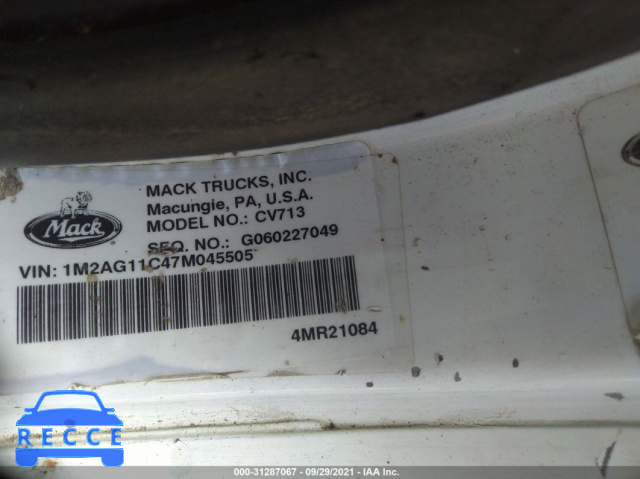 MACK TRUCKS, INC.
Macungie, PA, U.S.A.
MODEL NO.: CV713
SEQ. NO.: G060227049
Mack
VIN: 1M2AG11C47M045505
4MR21084
RECCE
000-31287067 - 09/29/2021 - IAA Inc.